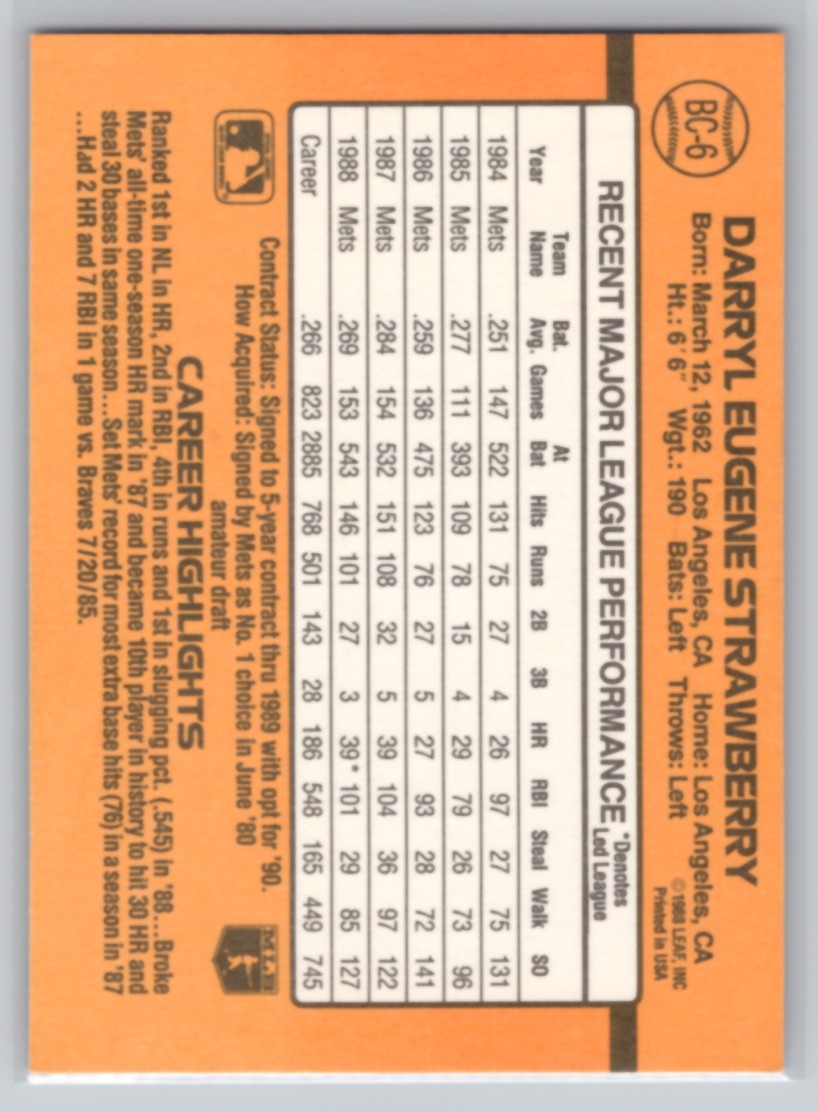 BC-6
DARRYL EUGENE STRAWBERRY
Born: March 12, 1962 Los Angeles, CA Home: Los Angeles, CA
Ht.: 6'6" Wgt.: 190 Bats: Left Throws: Left
© 1988 LEAF, INC
Printed in USA
RECENT MAJOR LEAGUE PERFORMANCE *Denotes
Led League
Year Team Name Bat. Avg. Games At Bat Hits Runs 2B 3B HR RBI Steal Walk SO
1984 Mets .251 147 522 131 75 27 4 26 97 27 75 131
1985 Mets .277 111 393 109 78 15 4 29 79 26 73 96
1986 Mets .259 136 475 123 76 27 5 27 93 28 72 141
1987 Mets .284 154 532 151 108 32 5 39 104 36 97 122
1988 Mets .269 153 543 146 101 27 3 39* 101 29 85 127
Career .266 823 2885 768 501 143 28 186 548 165 449 745
Contract Status: Signed to 5-year contract thru 1989 with opt for '90.
How Acquired: Signed by Mets as No. 1 choice in June '80
amateur draft
MLB
CAREER HIGHLIGHTS
Ranked 1st in NL in HR, 2nd in RBI, 4th in runs and 1st in slugging pct. (.545) in '88...Broke
Mets' all-time one-season HR mark in '87 and became 10th player in history to hit 30 HR and
steal 30 bases in same season...Set Mets' record for most extra base hits (76) in a season in '87
...Had 2 HR and 7 RBI in 1 game vs. Braves 7/20/85.